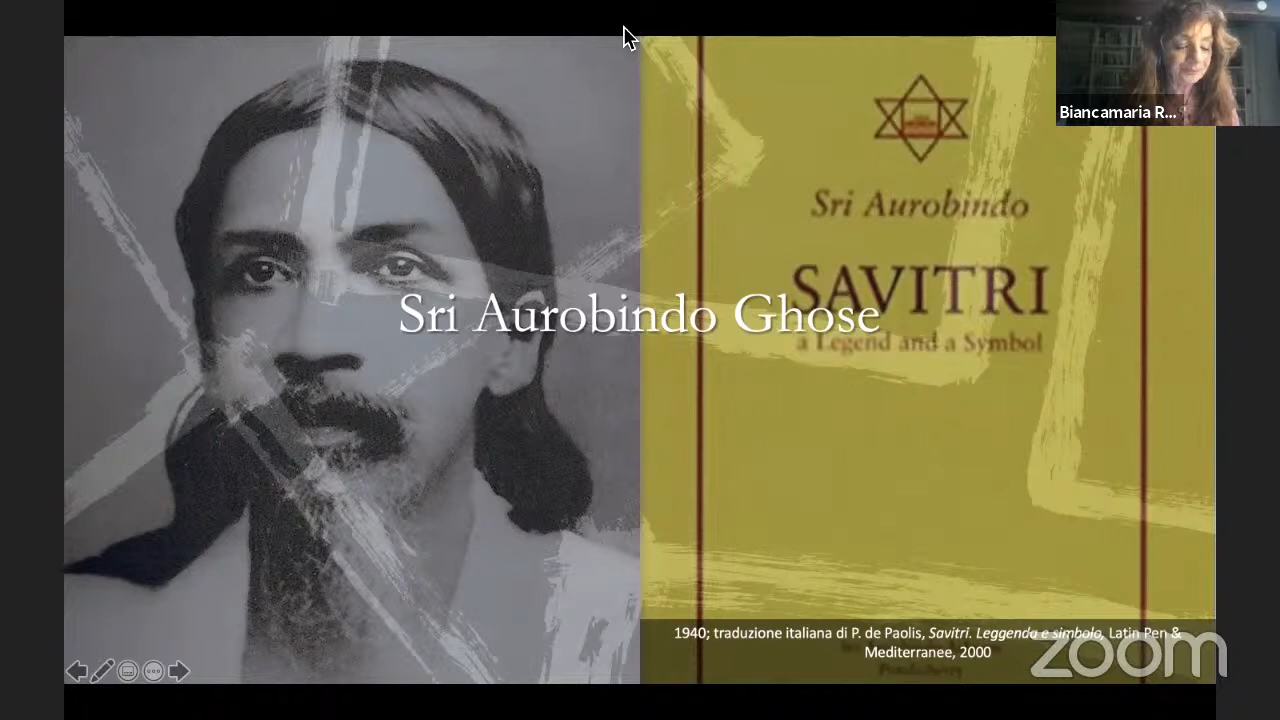 Biancamaria R...
Sri Aurobindo
SAVITRI
a Legend and a Symbol
Sri Aurobindo Ghose
1940; traduzione italiana di P. de Paolis, Savitri. Leggenda e simbolo, Latin Pen &
Mediterranee, 2000
zoom